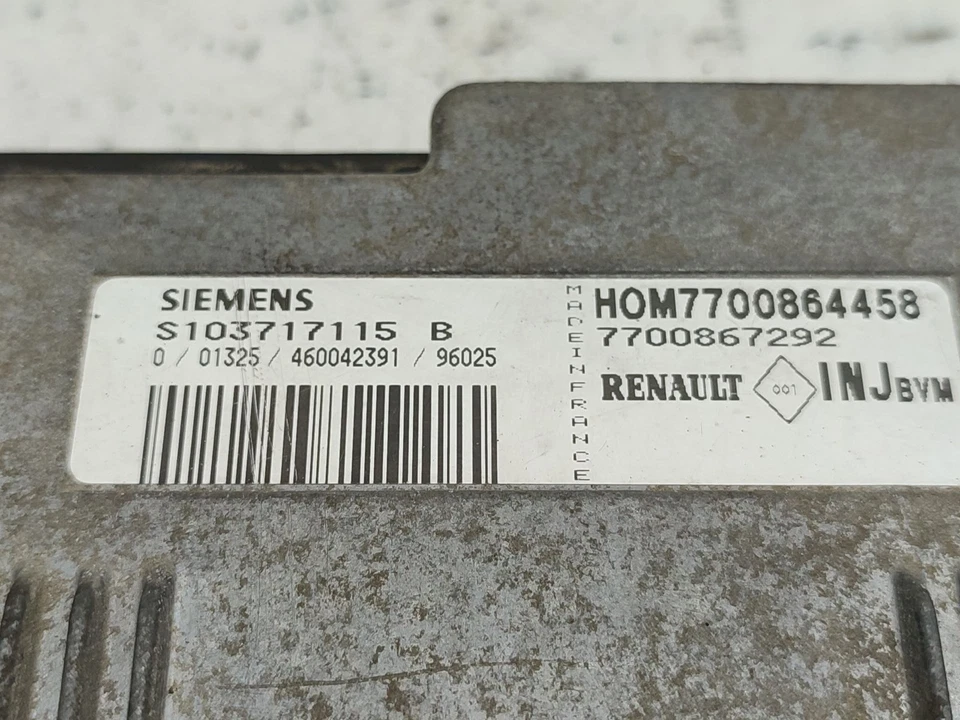 SIEMENS
S103717115 B
0 / 01325 / 460042391 / 96025
MADE IN FRANCE
HOM7700864458
7700867292
RENAULT 001 INJ BVM